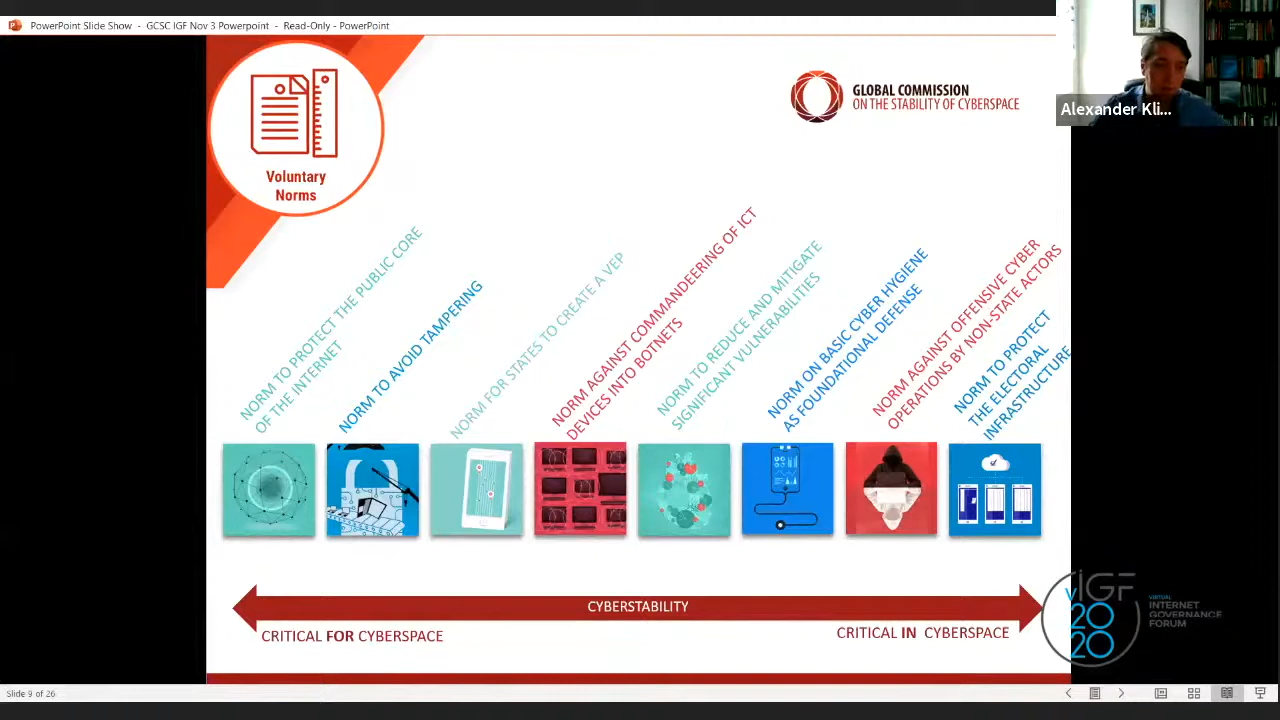 PowerPoint Slide Show - GCSC IGF Nov 3 Powerpoint - Read-Only - PowerPoint
Voluntary
Norms
GLOBAL COMMISSION
ON THE STABILITY OF CYBERSPACE
Alexander Kli...
NORM TO PROTECT THE PUBLIC CORE
OF THE INTERNET
NORM TO AVOID TAMPERING
NORM FOR STATES TO CREATE A VEP
NORM AGAINST COMMANDEERING OF ICT
DEVICES INTO BOTNETS
NORM TO REDUCE AND MITIGATE
SIGNIFICANT VULNERABILITIES
NORM ON BASIC CYBER HYGIENE
AS FOUNDATIONAL DEFENSE
NORM AGAINST OFFENSIVE CYBER
OPERATIONS BY NON-STATE ACTORS
NORM TO PROTECT
THE ELECTORAL
INFRASTRUCTURE
CYBERSTABILITY
CRITICAL FOR CYBERSPACE
CRITICAL IN CYBERSPACE
vIGF
2020
VIRTUAL
INTERNET
GOVERNANCE
FORUM
Slide 9 of 26